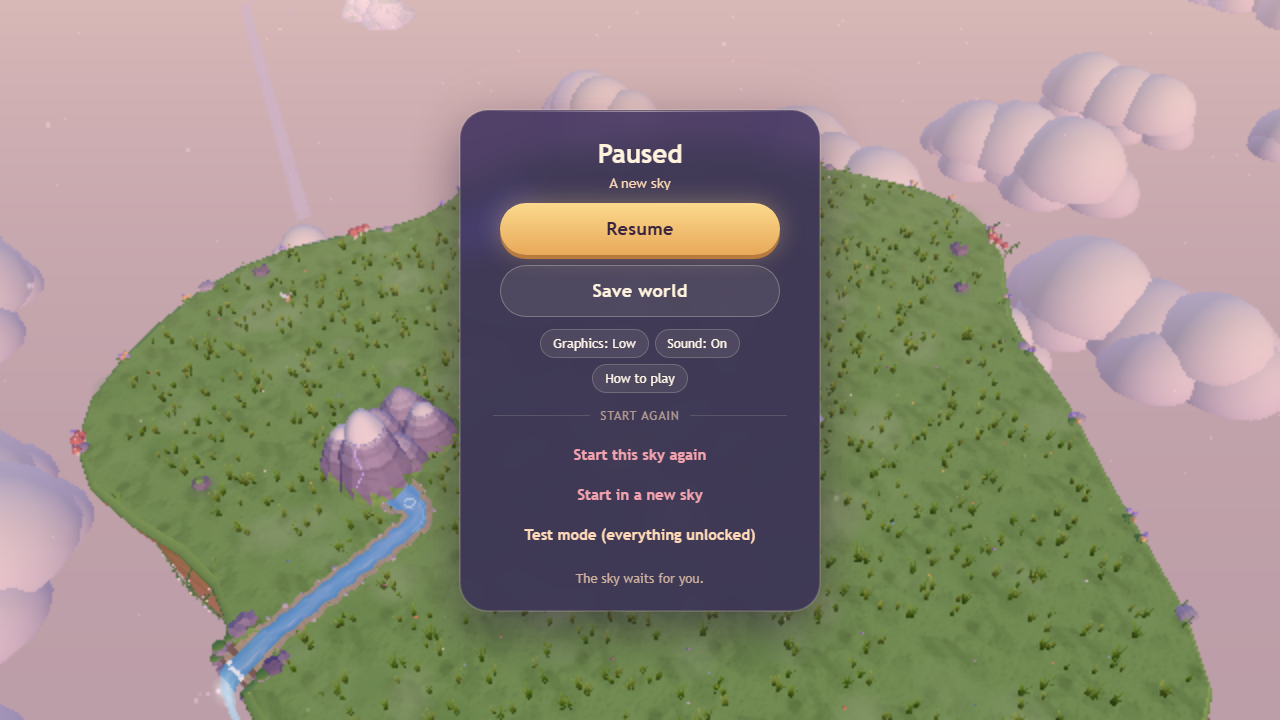 Paused
A new sky
Resume
Save world
Graphics: Low
Sound: On
How to play
START AGAIN
Start this sky again
Start in a new sky
Test mode (everything unlocked)
The sky waits for you.